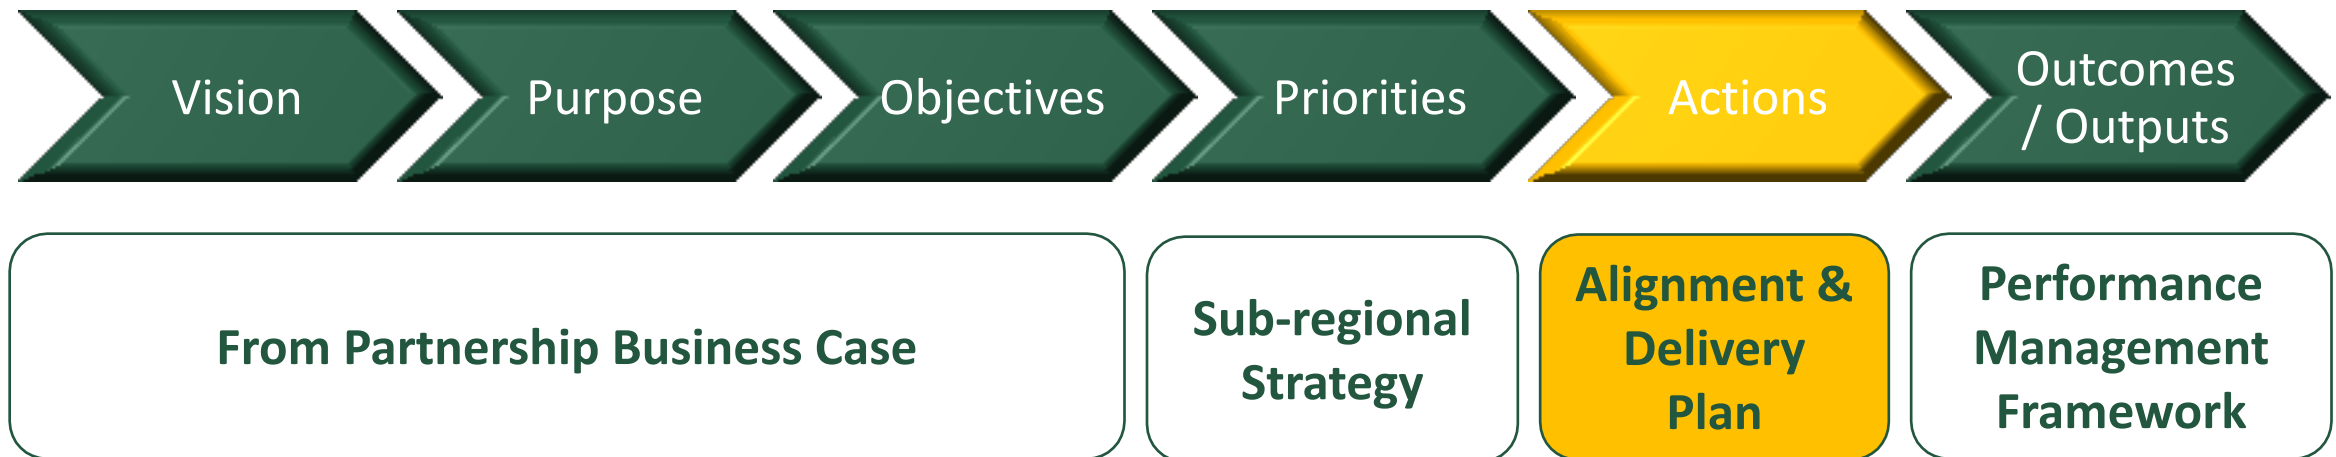 Vision
Purpose
Objectives
Priorities
Actions
Outcomes
/ Outputs
From Partnership Business Case
Sub-regional
Strategy
Alignment &
Delivery
Plan
Performance
Management
Framework